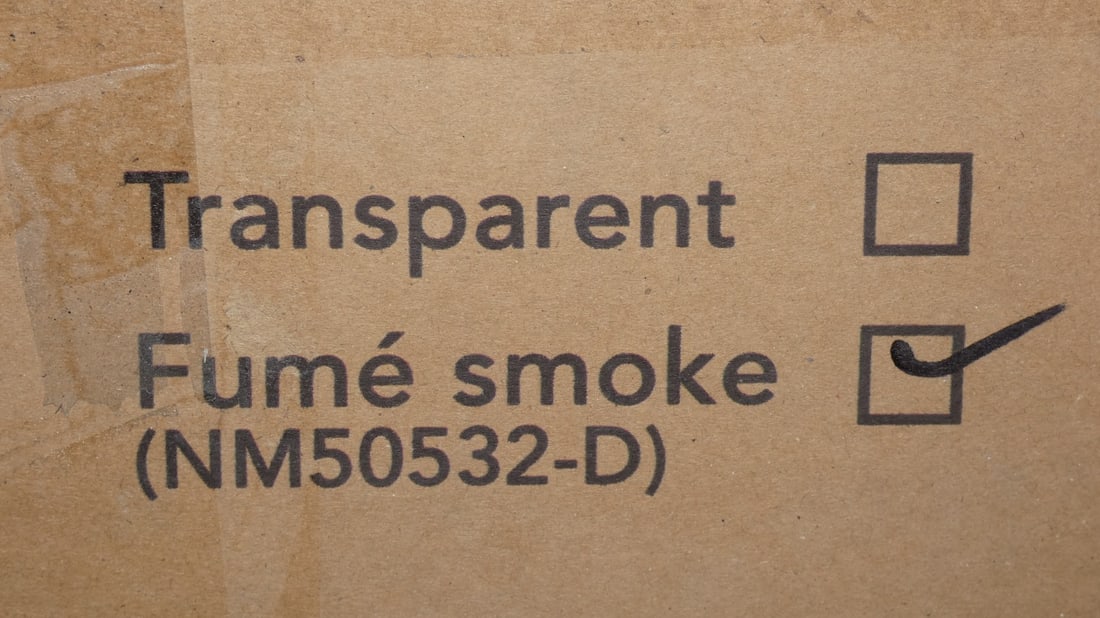 Transparent
Fumé smoke
(NM50532-D)